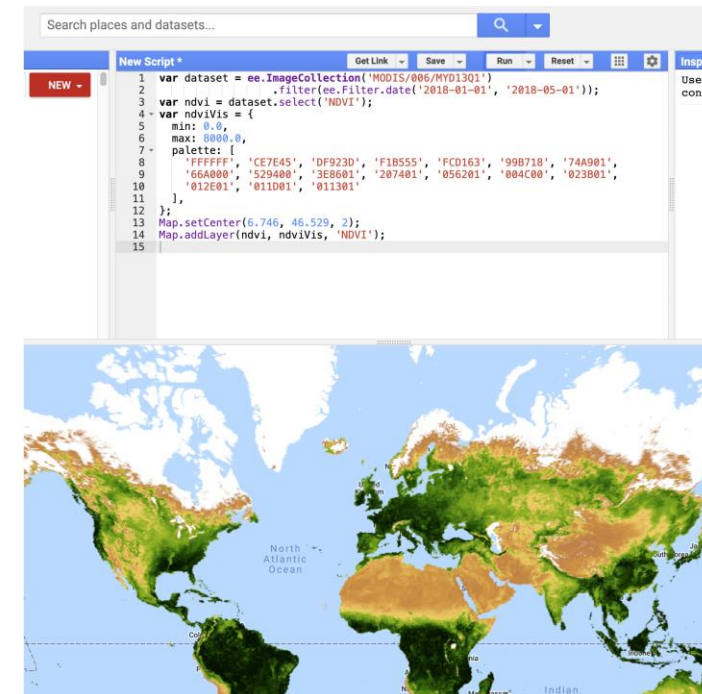 Search places and datasets...
New Script *
Get Link
Save
Run
Reset
Insp
NEW
Use
con
1 var dataset = ee.ImageCollection('MODIS/006/MYD13Q1')
2 .filter(ee.Filter.date('2018-01-01', '2018-05-01'));
3 var ndvi = dataset.select('NDVI');
4 var ndviVis = {
5 min: 0.0,
6 max: 8000.0,
7 palette: [
8 'FFFFFF', 'CE7E45', 'DF923D', 'F1B555', 'FCD163', '99B718', '74A901',
9 '66A000', '529400', '3E8601', '207401', '056201', '004C00', '023B01',
10 '012E01', '011D01', '011301'
11 ],
12 };
13 Map.setCenter(6.746, 46.529, 2);
14 Map.addLayer(ndvi, ndviVis, 'NDVI');
15
North
Atlantic
Ocean
Indian